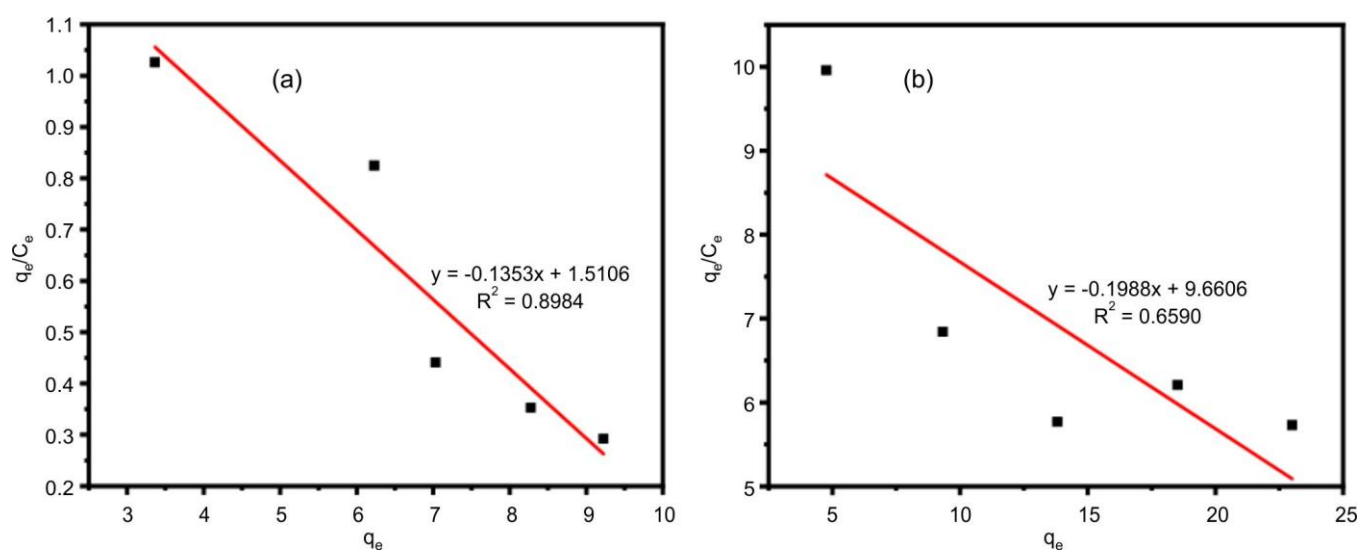 (a)
1.1
1.0
0.9
0.8
0.7
0.6
0.5
0.4
0.3
0.2
qe/Ce
y = -0.1353x + 1.5106
R² = 0.8984
3 4 5 6 7 8 9 10
qe
(b)
10
9
8
7
6
5
qe/Ce
y = -0.1988x + 9.6606
R² = 0.6590
5 10 15 20 25
qe